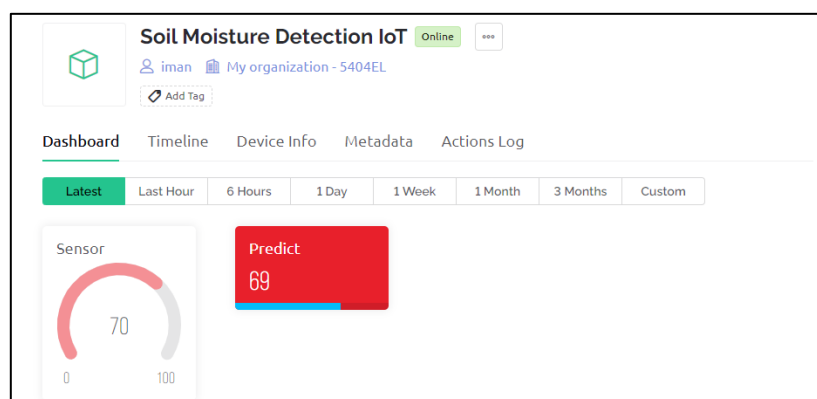 Soil Moisture Detection IoT Online
iman My organization - 5404EL
Add Tag
Dashboard Timeline Device Info Metadata Actions Log
Latest Last Hour 6 Hours 1 Day 1 Week 1 Month 3 Months Custom
Sensor
70
0 100
Predict
69